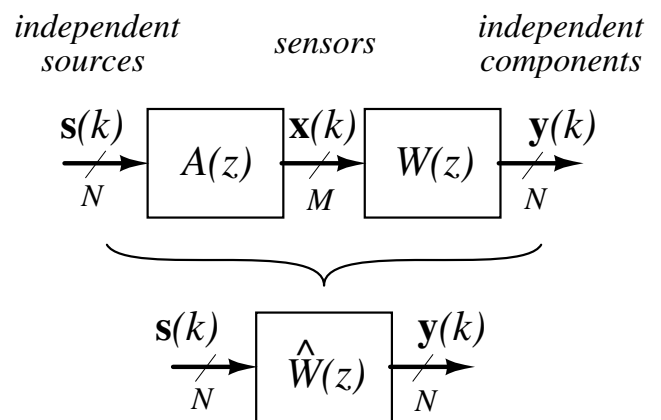 independent sources
sensors
independent components
s(k)
x(k)
y(k)
A(z)
W(z)
N
M
N
s(k)
y(k)
Ŵ(z)
N
N